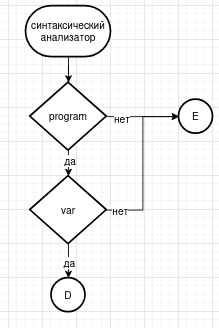 синтаксический
анализатор
program
нет
E
да
var
нет
да
D